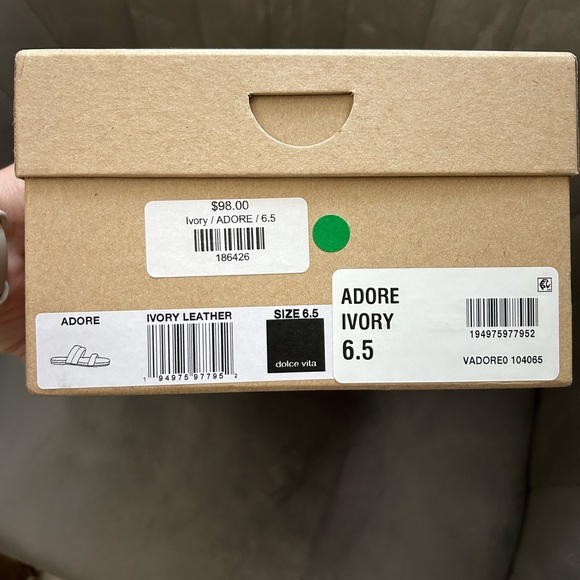 $98.00
Ivory / ADORE / 6.5
186426
ADORE
IVORY LEATHER
SIZE 6.5
1 94975 97795 2
dolce vita
ADORE
IVORY
6.5
194975977952
VADORE0 104065